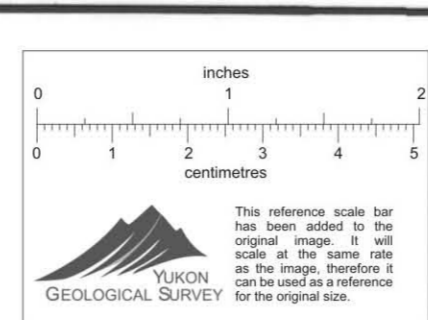 inches
0 1 2
0 1 2 3 4 5
centimetres
This reference scale bar
has been added to the
original image. It will
scale at the same rate
as the image, therefore it
can be used as a reference
for the original size.
YUKON
GEOLOGICAL SURVEY